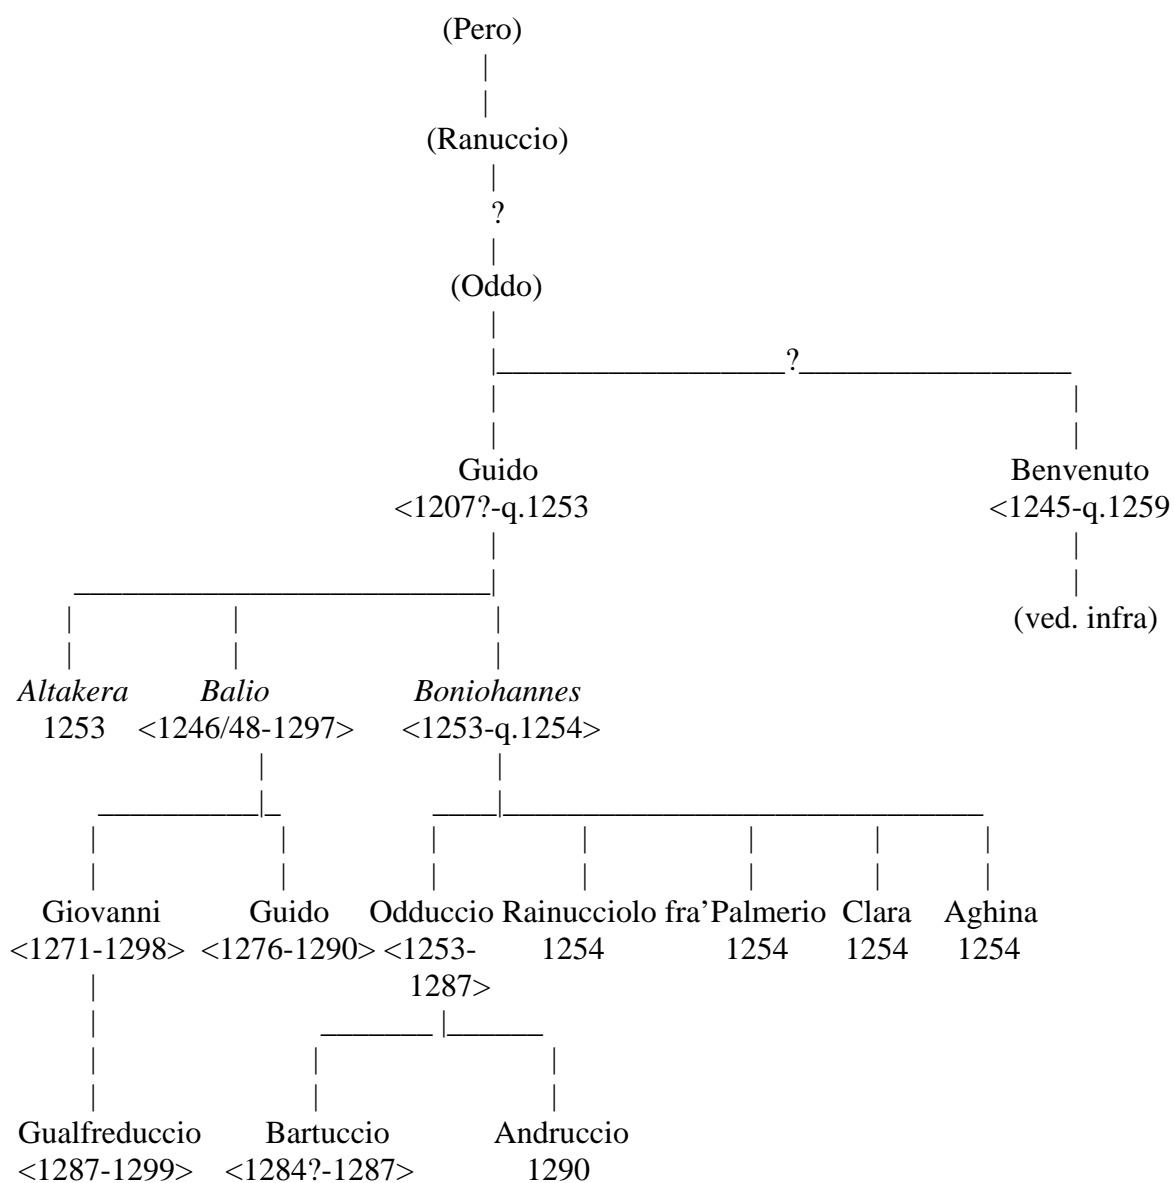 (Pero)
(Ranuccio)
?
(Oddo)
?
Guido Benvenuto
<1207?-q.1253 <1245-q.1259
(ved. infra)
Altakera Balio Boniohannes
1253 <1246/48-1297> <1253-q.1254>
Giovanni Guido Odduccio Rainucciolo fra’Palmerio Clara Aghina
<1271-1298> <1276-1290> <1253- 1254 1254 1254 1254
1287>
Gualfreduccio Bartuccio Andruccio
<1287-1299> <1284?-1287> 1290